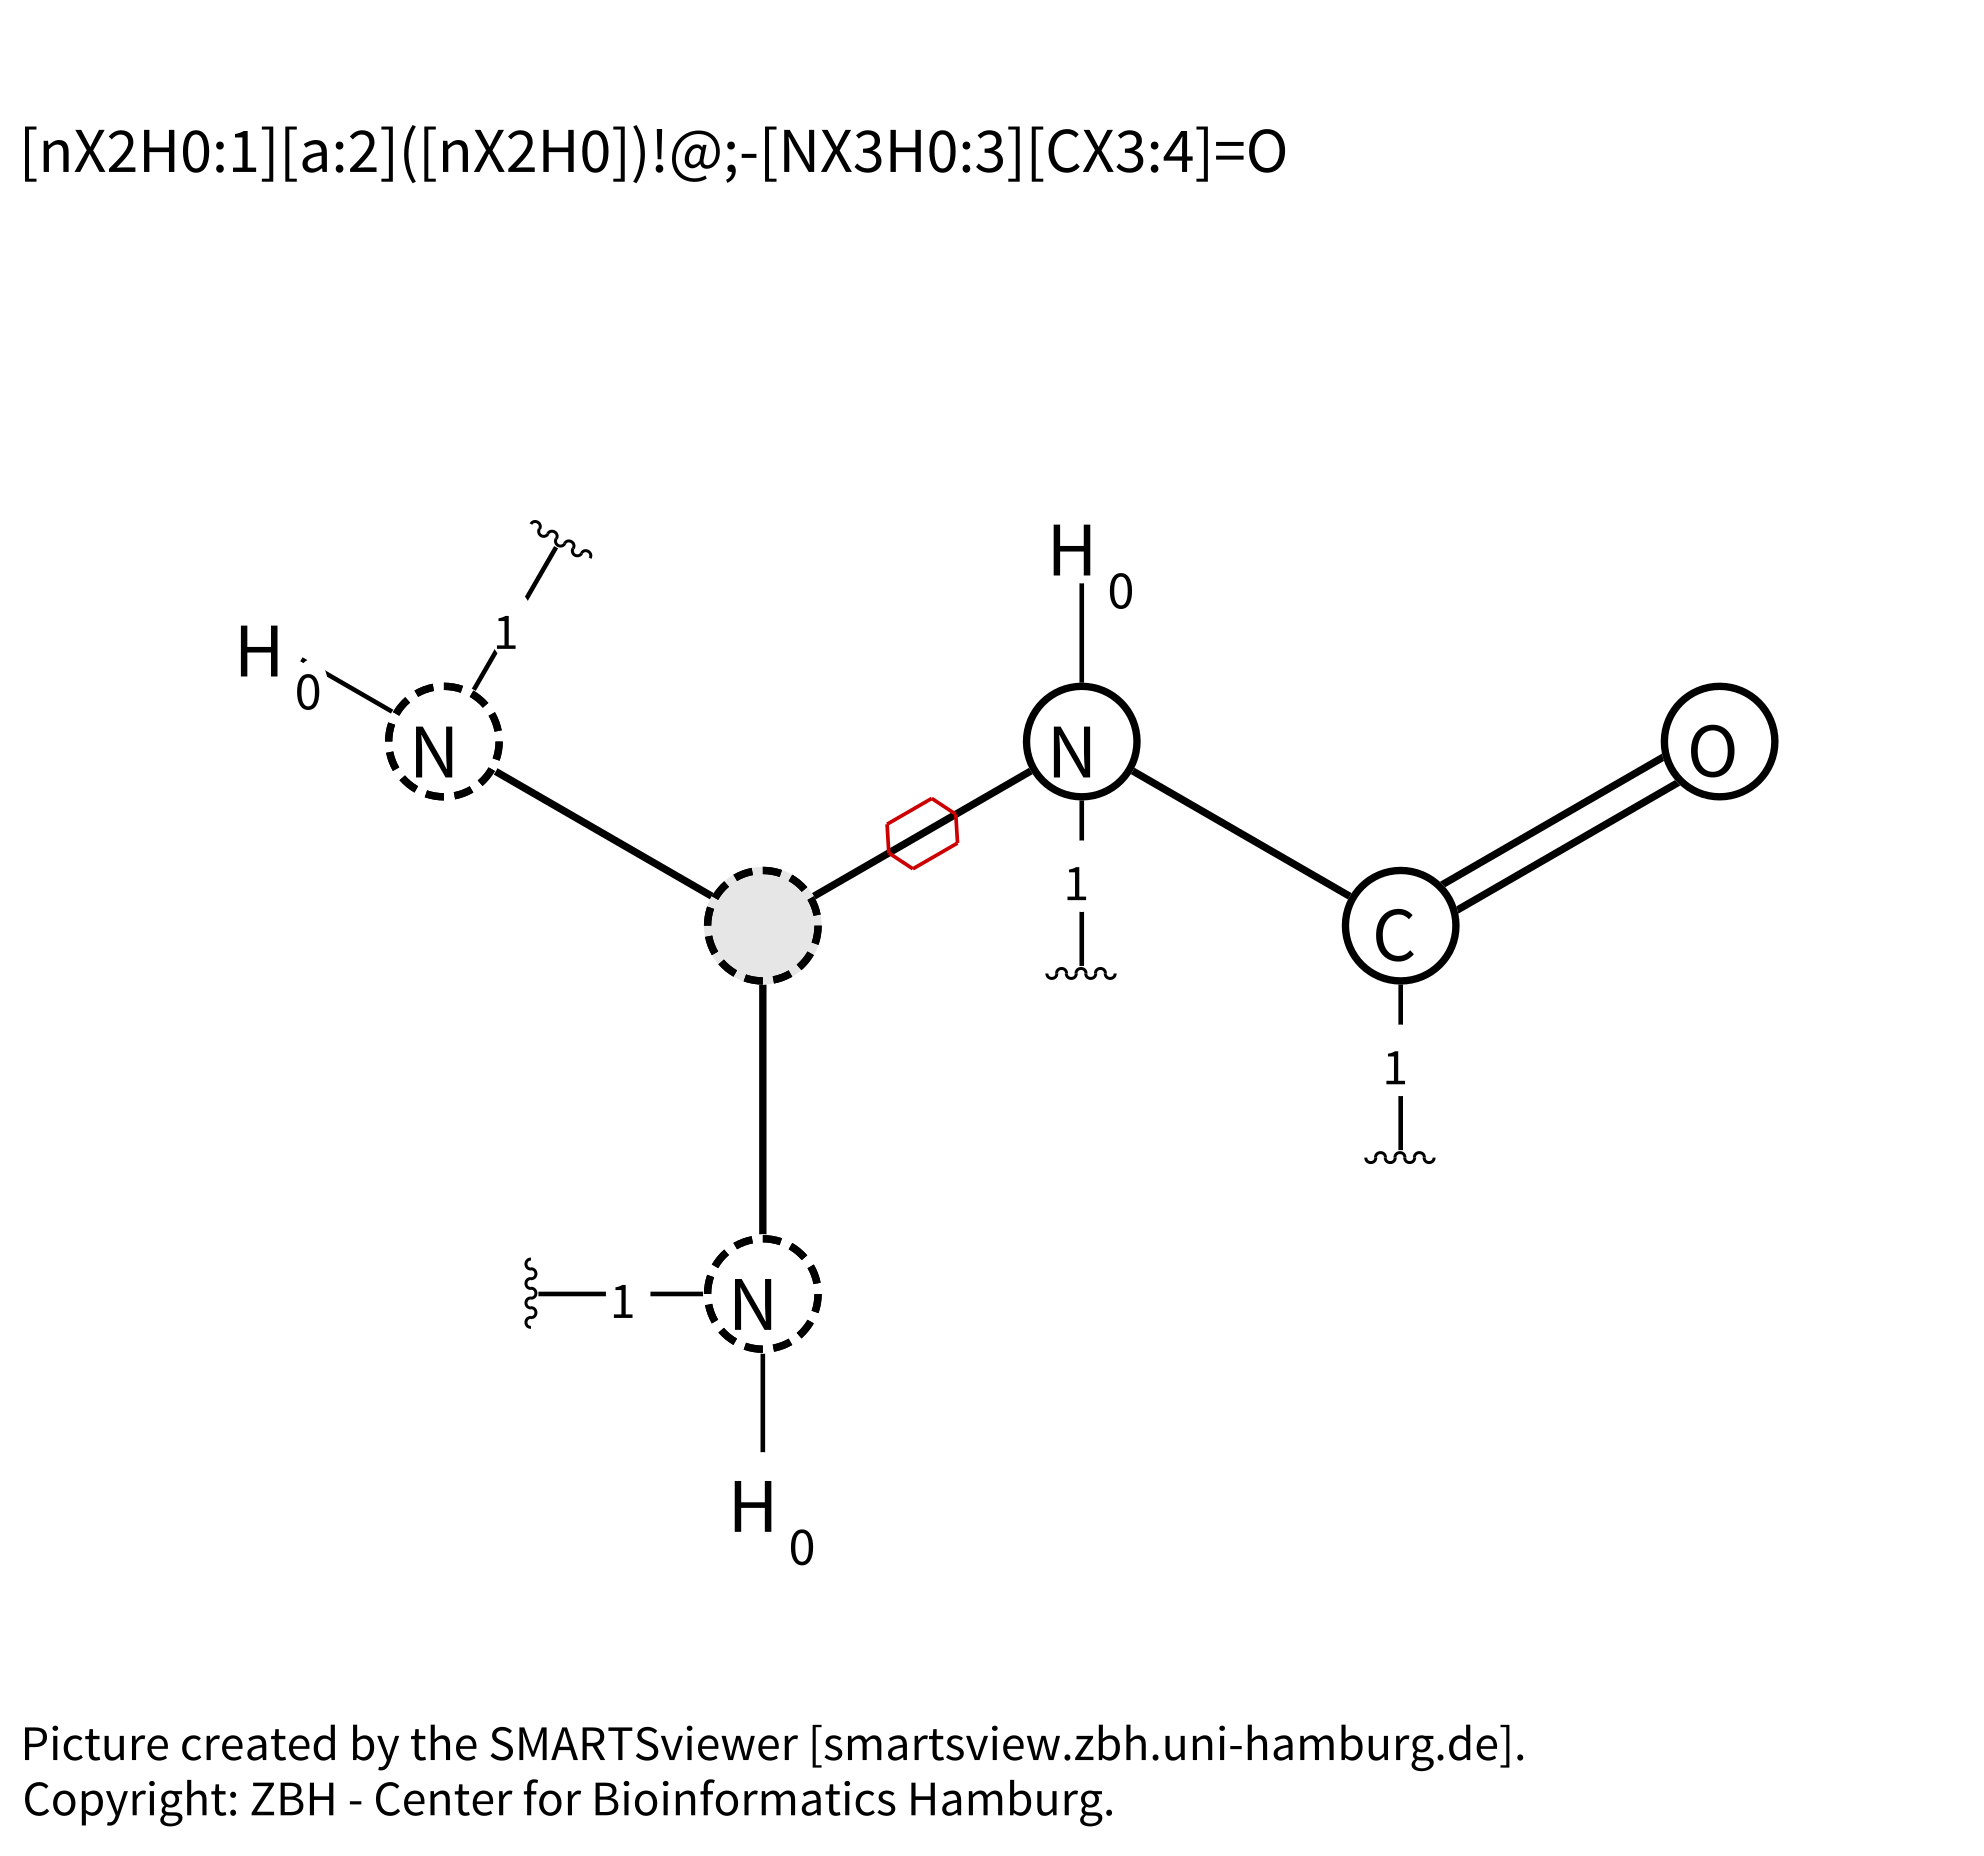 [nX2H0:1][a:2]([nX2H0])!@;-[NX3H0:3][CX3:4]=O
H 0
1
H 0
1
N
N
O
1
C
1
1
N
H 0
Picture created by the SMARTSviewer [smartsview.zbh.uni-hamburg.de].
Copyright: ZBH - Center for Bioinformatics Hamburg.